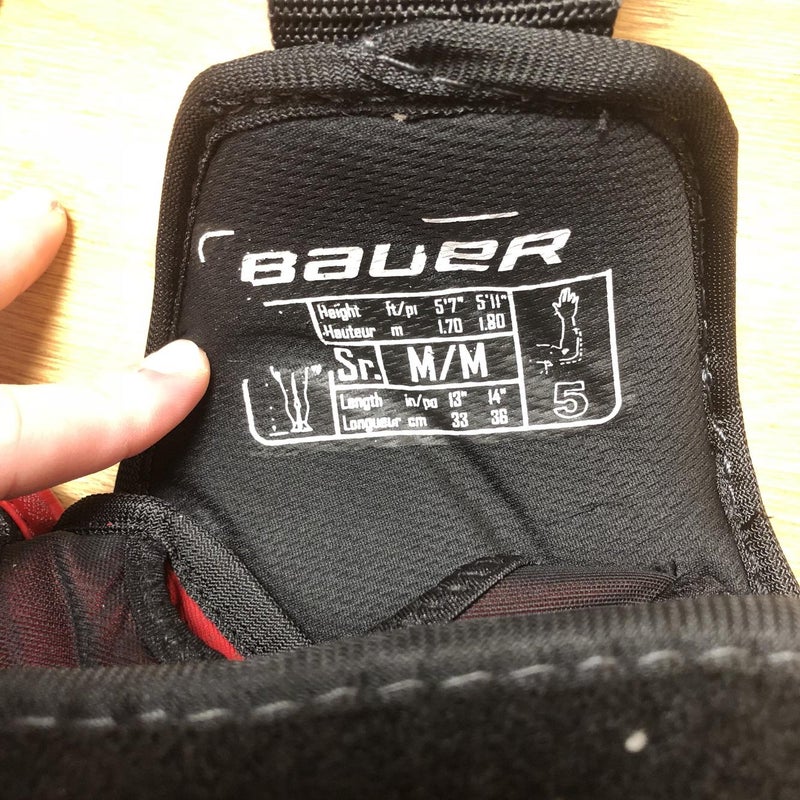 BAUER
Height ft/pi 5'7" 5'11"
Hauteur m 1.70 1.80
Sr. M/M
Length in/po 13" 14"
Longueur cm 33 36
5